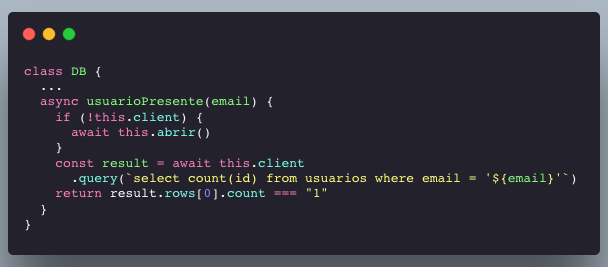 class DB {
  ...
  async usuarioPresente(email) {
    if (!this.client) {
      await this.abrir()
    }
    const result = await this.client
      .query(`select count(id) from usuarios where email = '${email}'`)
    return result.rows[0].count === "1"
  }
}